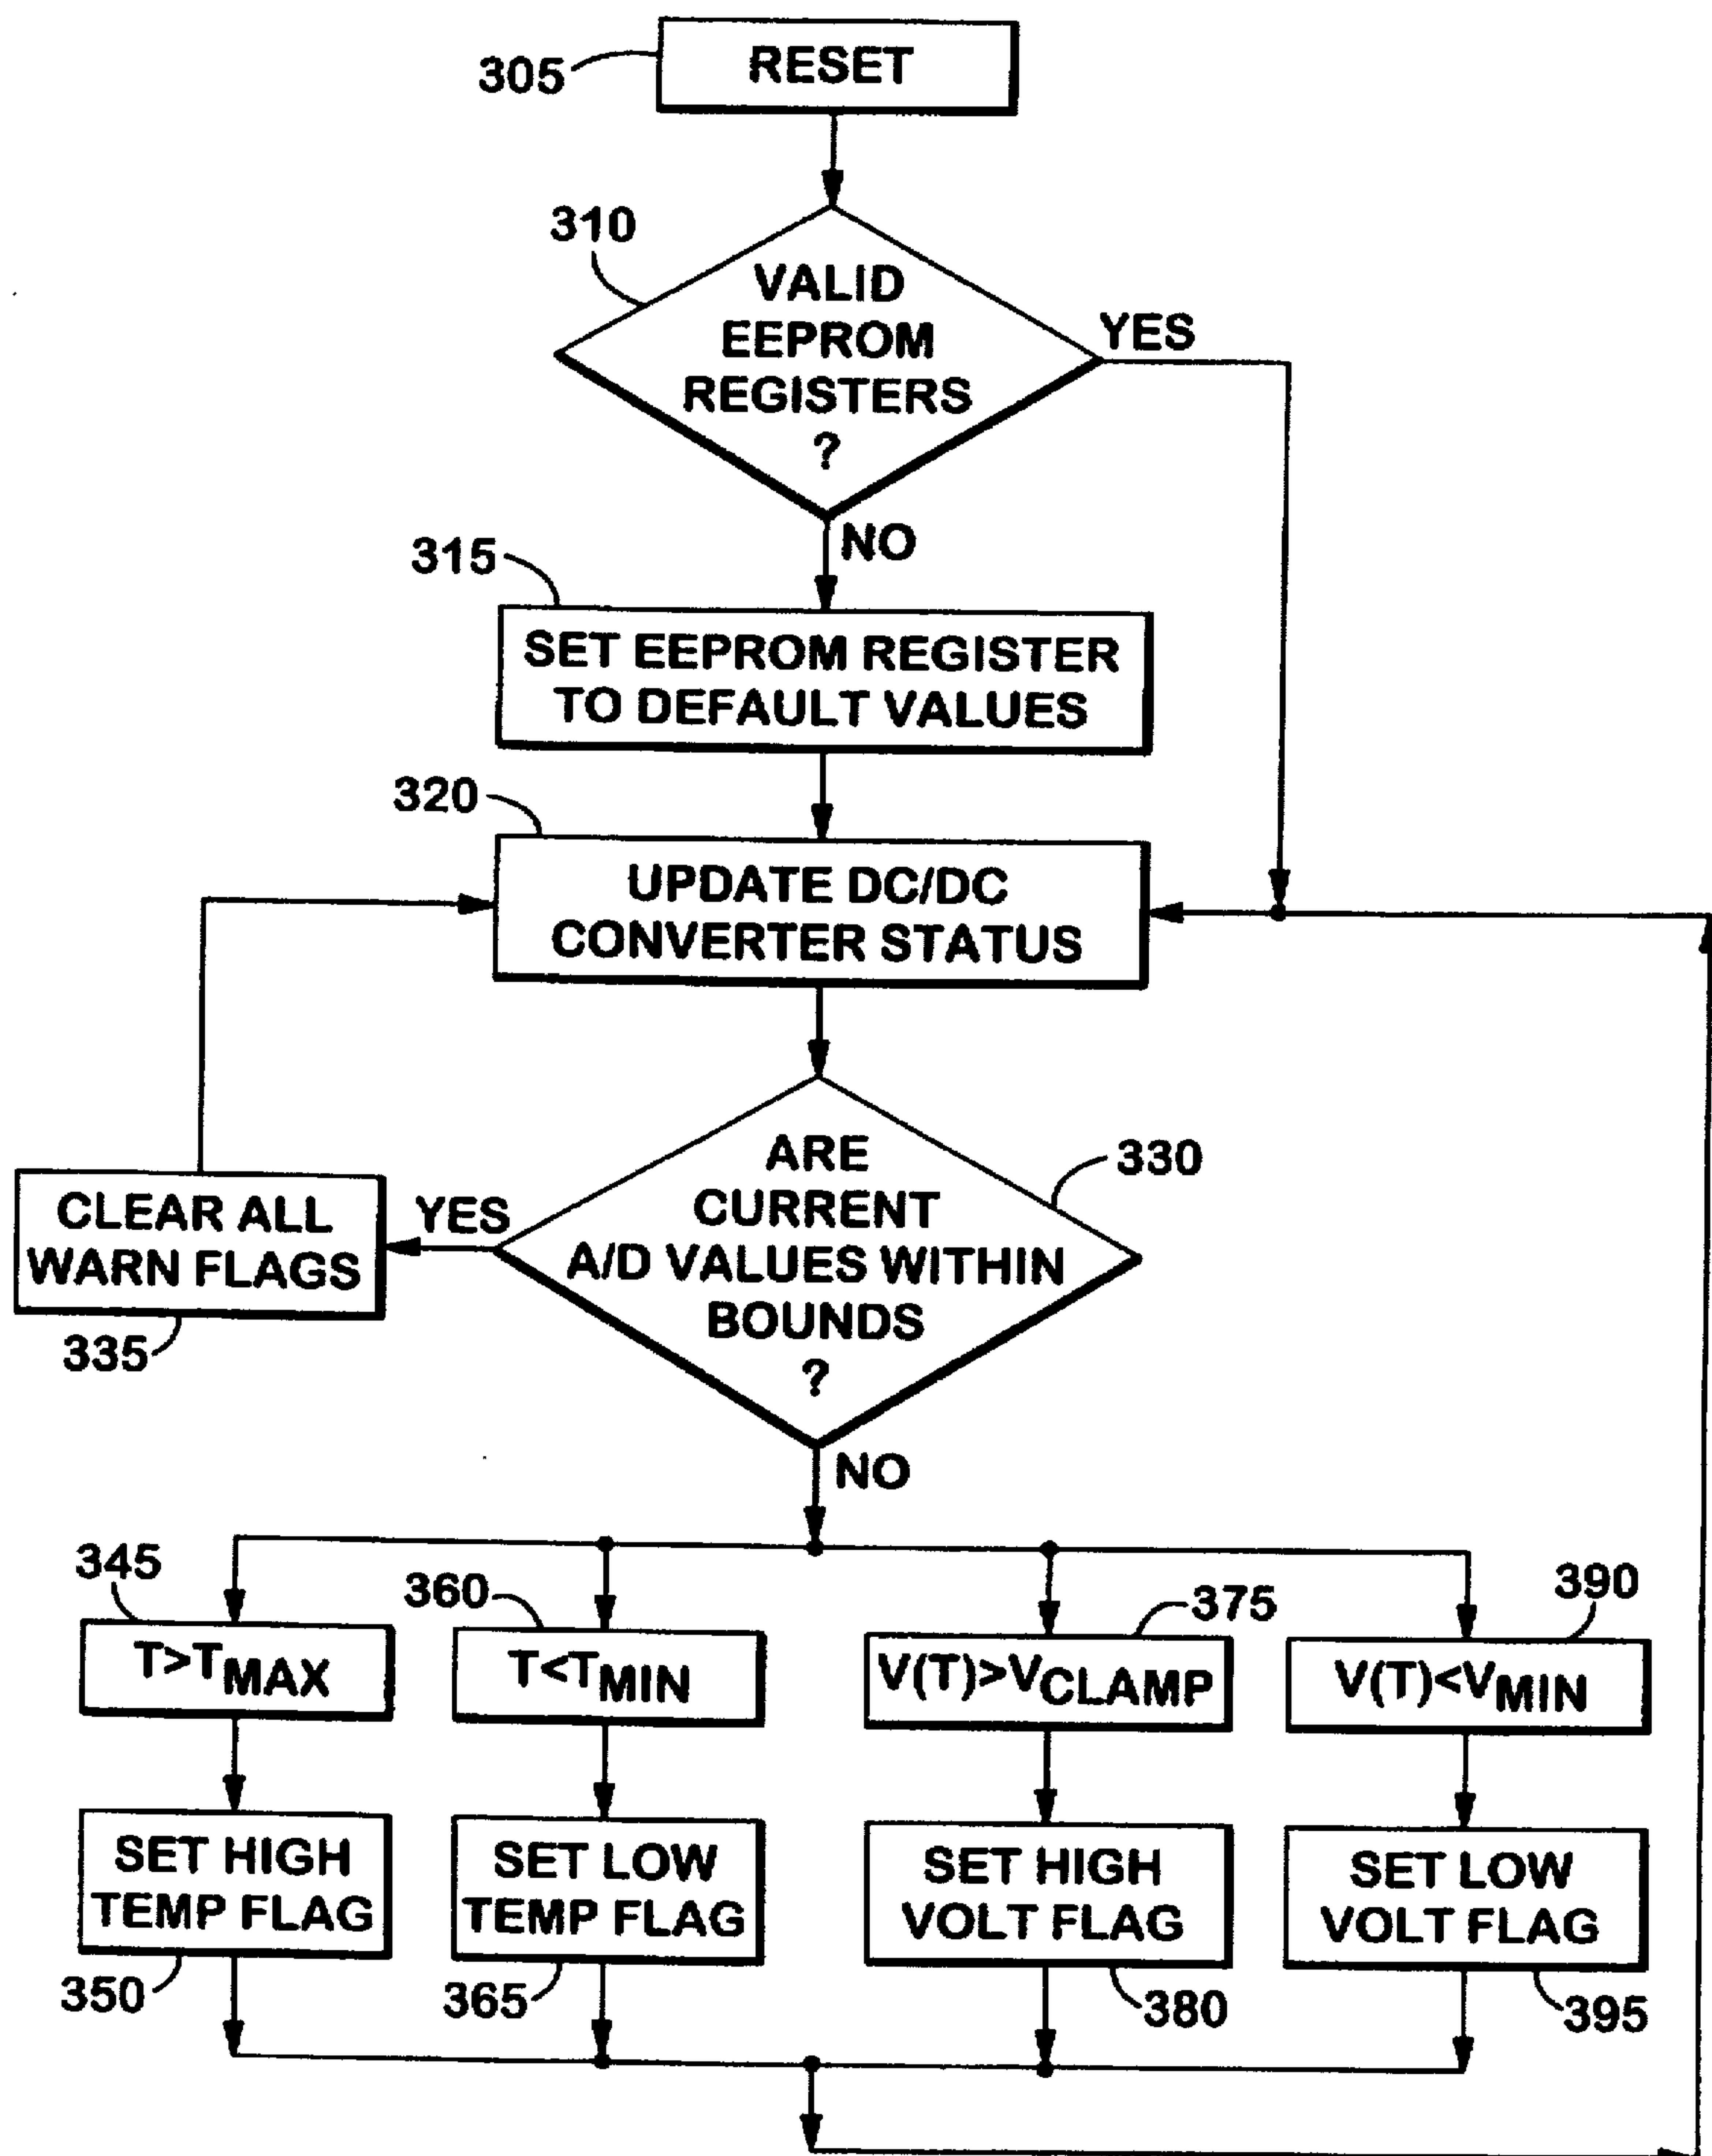 305
RESET
310
VALID
EEPROM
REGISTERS
?
YES
NO
315
SET EEPROM REGISTER
TO DEFAULT VALUES
320
UPDATE DC/DC
CONVERTER STATUS
ARE
CURRENT
A/D VALUES WITHIN
BOUNDS
?
330
YES
CLEAR ALL
WARN FLAGS
335
NO
345
T>TMAX
360
T<TMIN
375
V(T)>VCLAMP
390
V(T)<VMIN
SET HIGH
TEMP FLAG
350
SET LOW
TEMP FLAG
365
SET HIGH
VOLT FLAG
380
SET LOW
VOLT FLAG
395